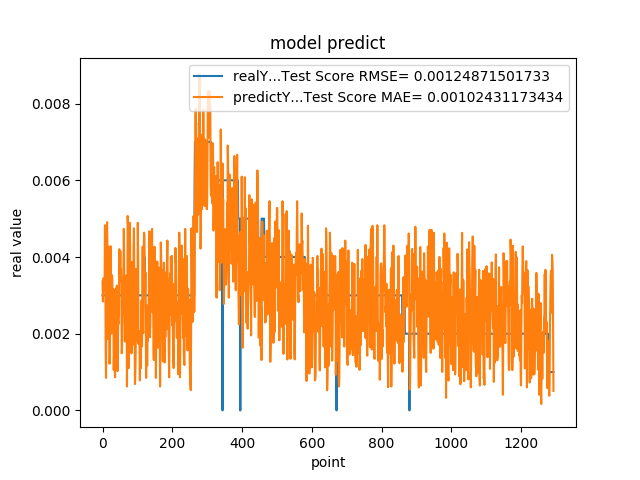 model predict
realY...Test Score RMSE= 0.00124871501733
predictY...Test Score MAE= 0.00102431173434
real value
0.008
0.006
0.004
0.002
0.000
0 200 400 600 800 1000 1200
point